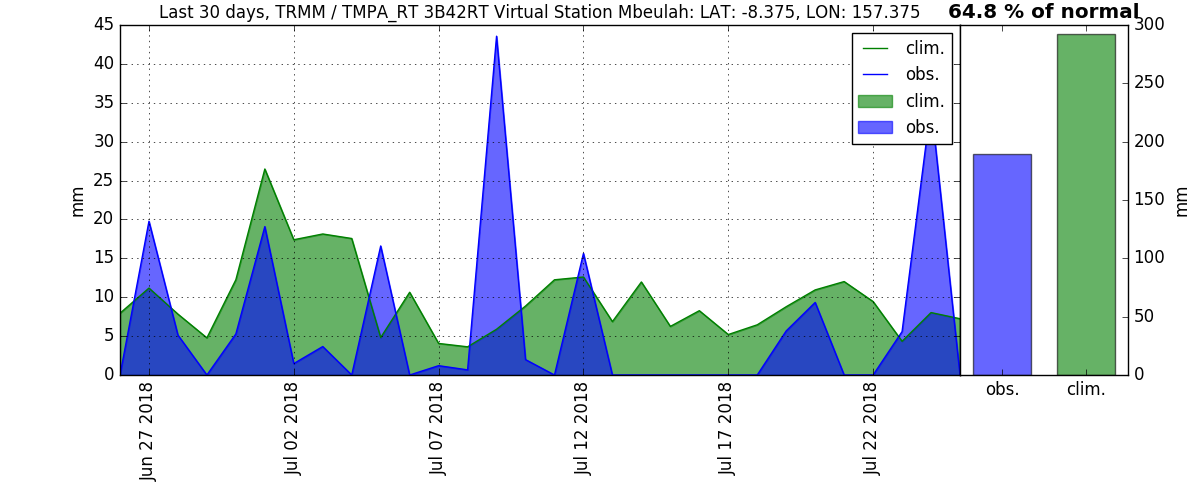 Last 30 days, TRMM / TMPA_RT 3B42RT Virtual Station Mbeulah: LAT: -8.375, LON: 157.375
64.8 % of normal
45
40
35
30
25
20
15
10
5
0
mm
clim.
obs.
clim.
obs.
Jun 27 2018
Jul 02 2018
Jul 07 2018
Jul 12 2018
Jul 17 2018
Jul 22 2018
300
250
200
150
100
50
0
mm
obs.
clim.